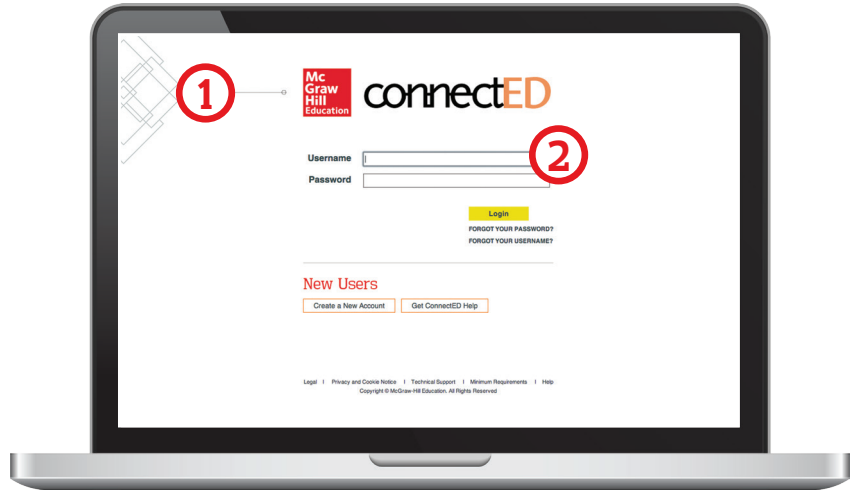 1
Mc
Graw
Hill
Education
connectED
2
Username
Password
Login
FORGOT YOUR PASSWORD?
FORGOT YOUR USERNAME?
New Users
Create a New Account Get ConnectED Help
Legal I Privacy and Cookie Notice I Technical Support I Minimum Requirements I Help
Copyright © McGraw-Hill Education. All Rights Reserved